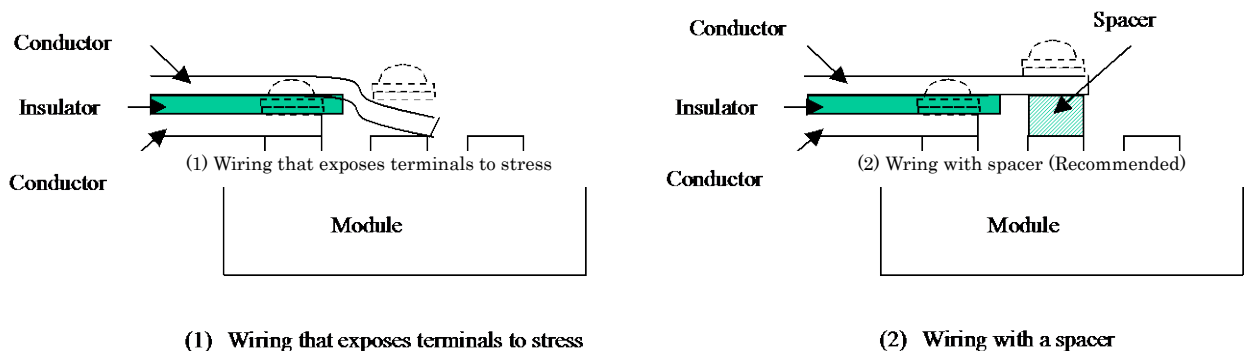 Conductor
Insulator
(1) Wiring that exposes terminals to stress
Conductor
Module
(1) Wiring that exposes terminals to stress
Spacer
Conductor
Insulator
(2) Wring with spacer (Recommended)
Conductor
Module
(2) Wiring with a spacer